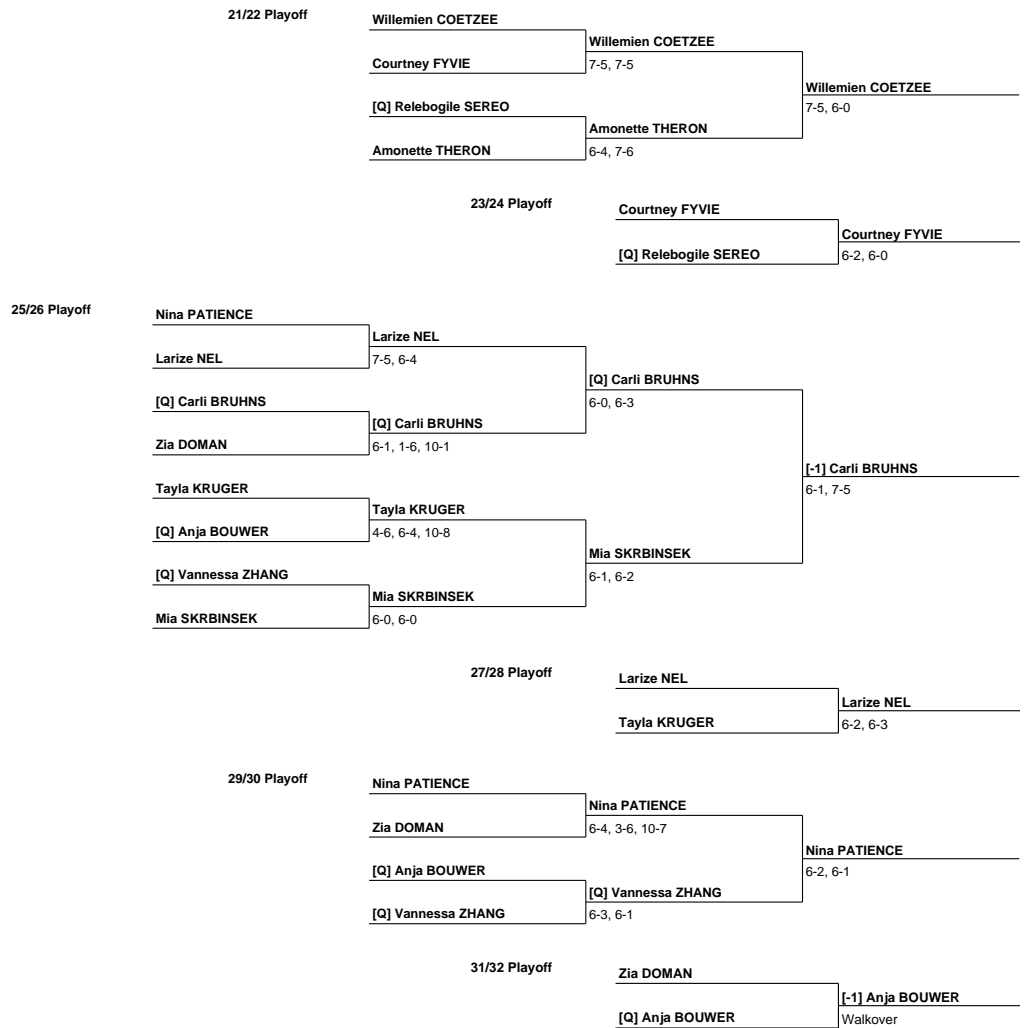 21/22 Playoff
Willemien COETZEE
Willemien COETZEE
Courtney FYVIE
7-5, 7-5
Willemien COETZEE
[Q] Relebogile SEREO
7-5, 6-0
Amonette THERON
Amonette THERON
6-4, 7-6
23/24 Playoff
Courtney FYVIE
Courtney FYVIE
[Q] Relebogile SEREO
6-2, 6-0
25/26 Playoff
Nina PATIENCE
Larize NEL
Larize NEL
7-5, 6-4
[Q] Carli BRUHNS
[Q] Carli BRUHNS
6-0, 6-3
[Q] Carli BRUHNS
Zia DOMAN
6-1, 1-6, 10-1
[-1] Carli BRUHNS
Tayla KRUGER
6-1, 7-5
Tayla KRUGER
[Q] Anja BOUWER
4-6, 6-4, 10-8
Mia SKRBINSEK
[Q] Vannessa ZHANG
6-1, 6-2
Mia SKRBINSEK
Mia SKRBINSEK
6-0, 6-0
27/28 Playoff
Larize NEL
Larize NEL
Tayla KRUGER
6-2, 6-3
29/30 Playoff
Nina PATIENCE
Nina PATIENCE
Zia DOMAN
6-4, 3-6, 10-7
Nina PATIENCE
[Q] Anja BOUWER
6-2, 6-1
[Q] Vannessa ZHANG
[Q] Vannessa ZHANG
6-3, 6-1
31/32 Playoff
Zia DOMAN
[-1] Anja BOUWER
[Q] Anja BOUWER
Walkover